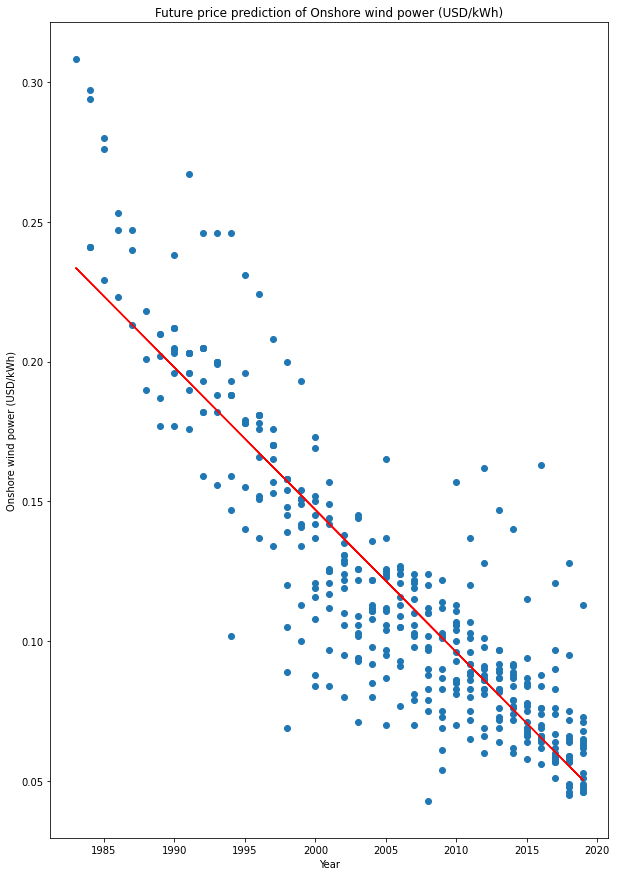 Future price prediction of Onshore wind power (USD/kWh)
Onshore wind power (USD/kWh)
0.30
0.25
0.20
0.15
0.10
0.05
1985 1990 1995 2000 2005 2010 2015 2020
Year